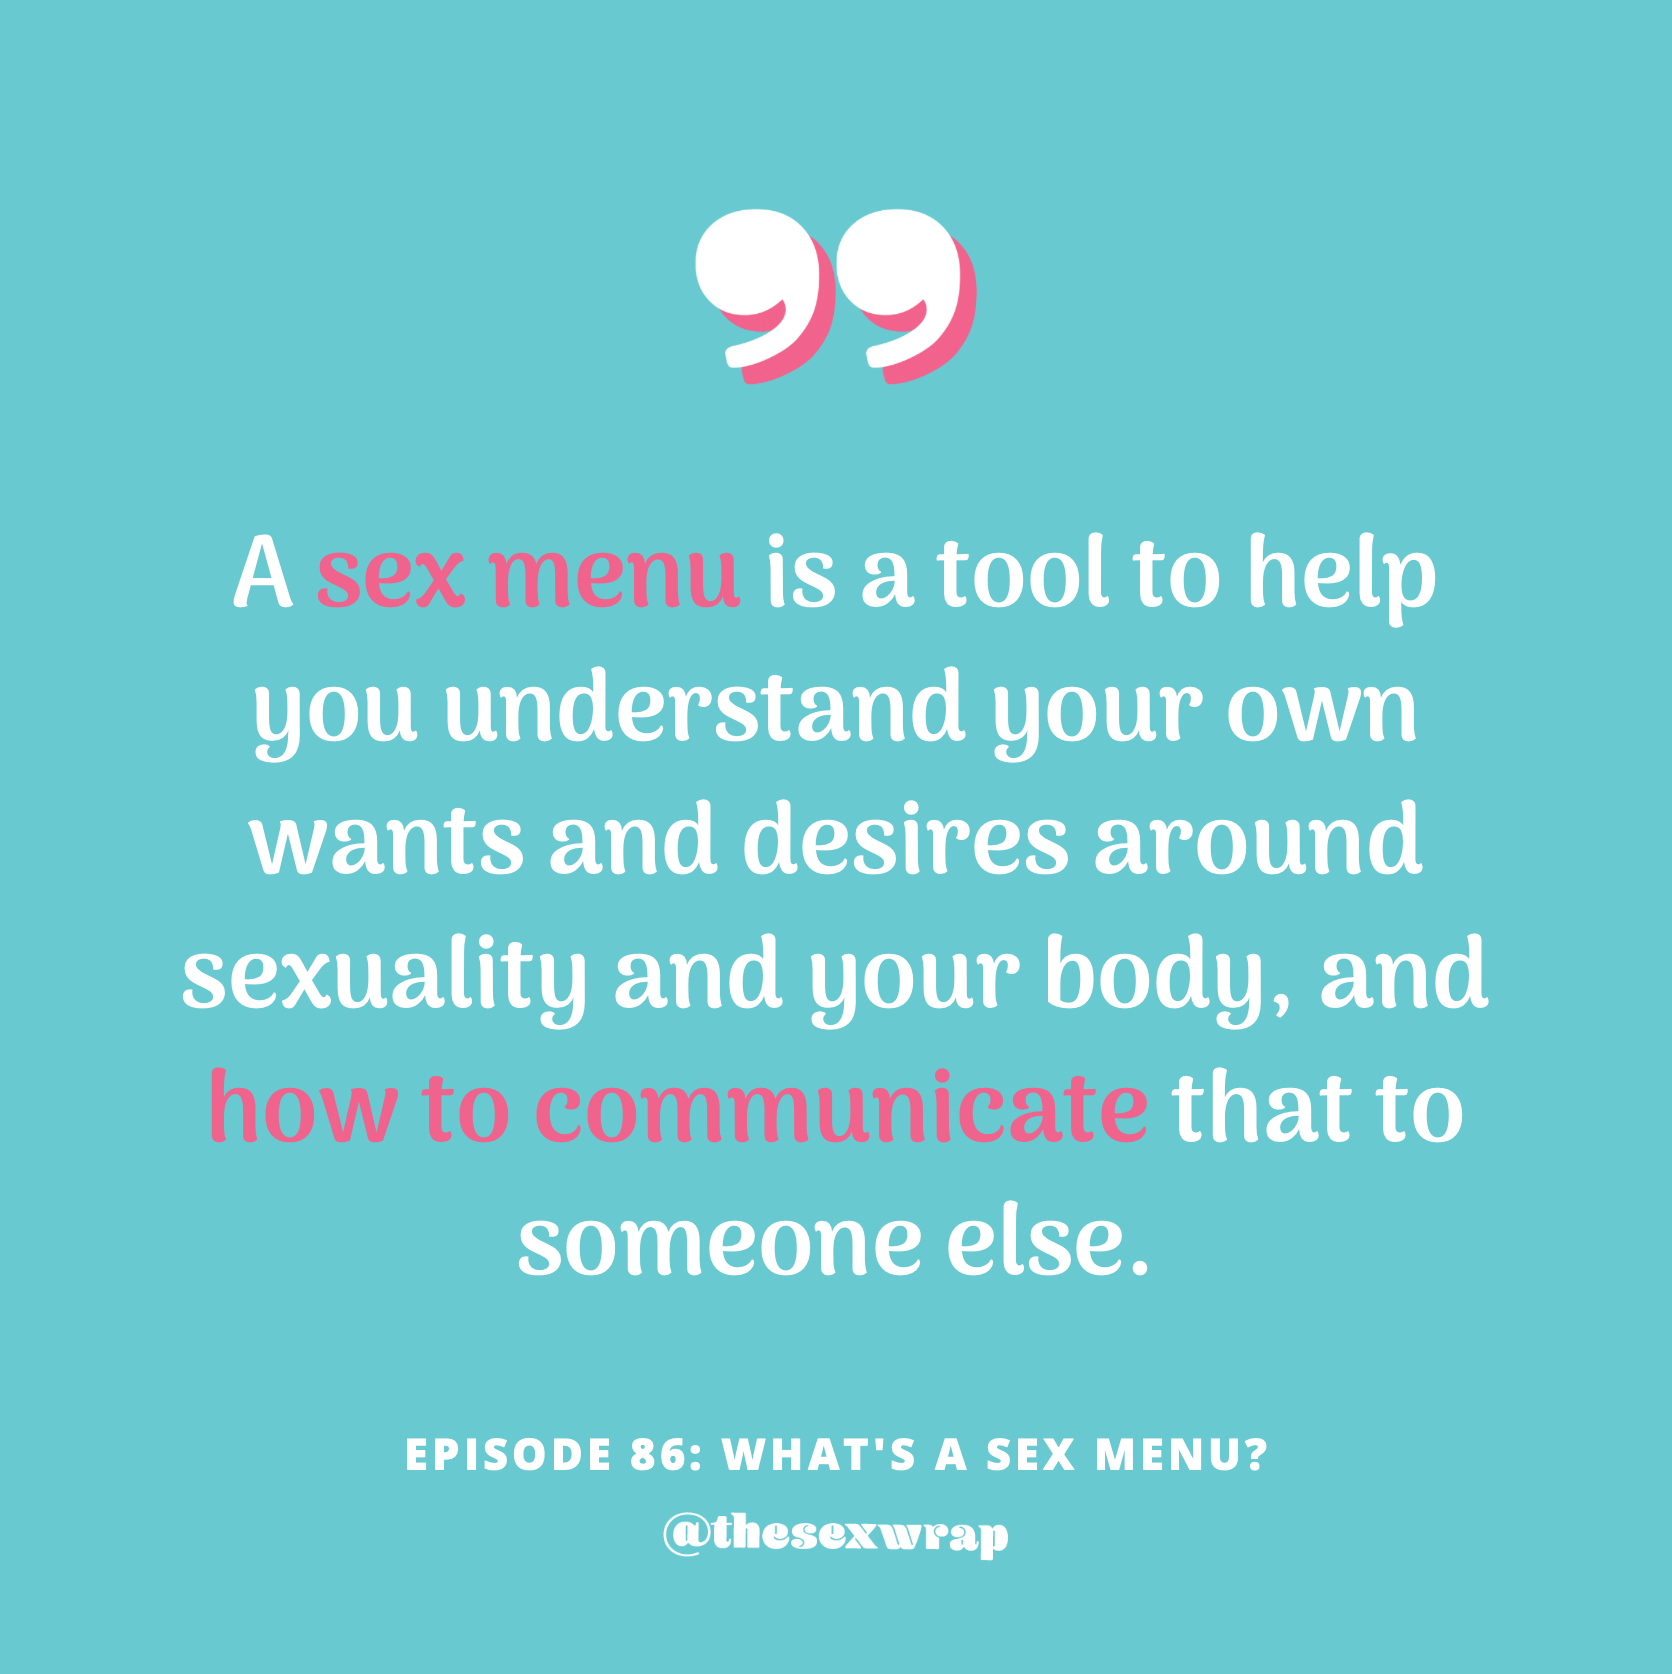 ”
A sex menu is a tool to help
you understand your own
wants and desires around
sexuality and your body, and
how to communicate that to
someone else.
EPISODE 86: WHAT'S A SEX MENU?
@thesexwrap